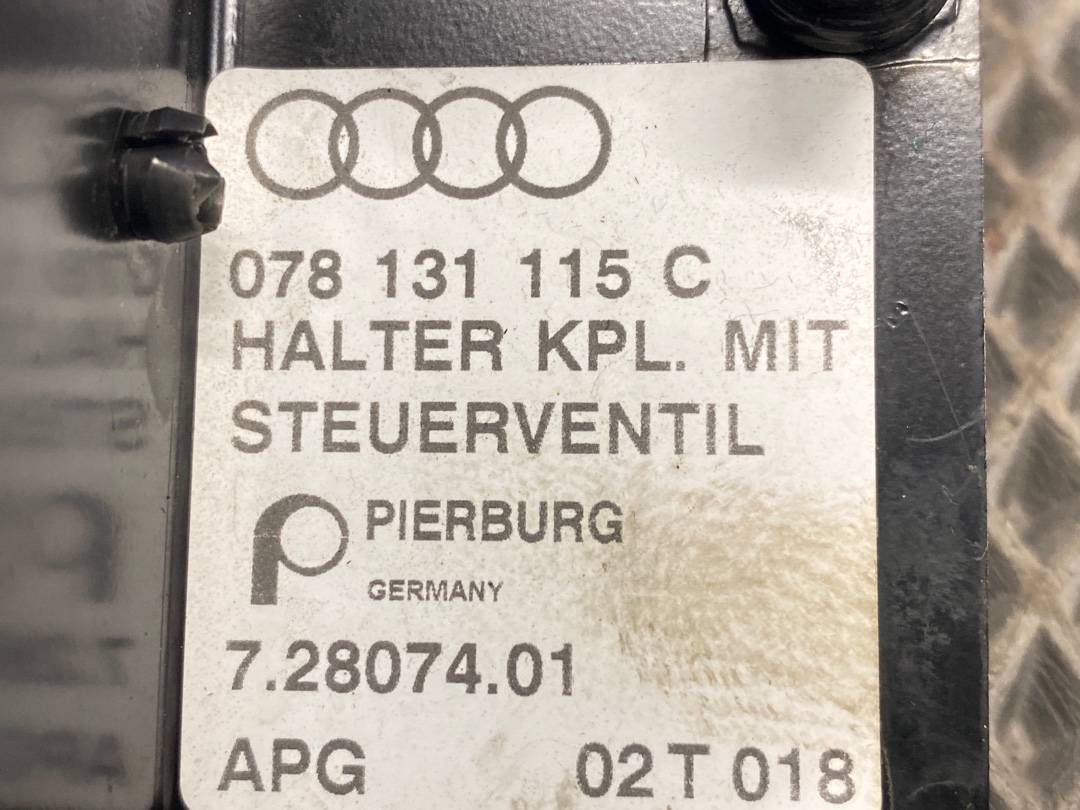 078 131 115 C
HALTER KPL. MIT
STEUERVENTIL
PIERBURG
GERMANY
7.28074.01
APG 02 T 018